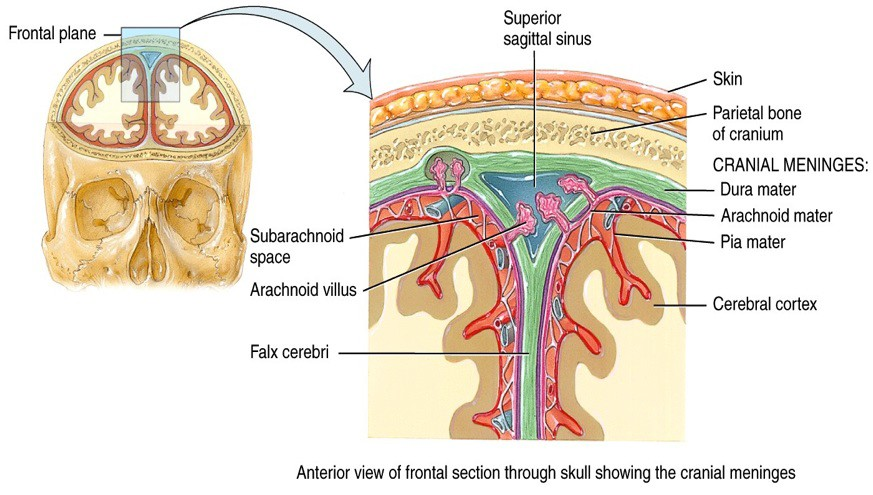 Frontal plane
Superior
sagittal sinus
Skin
Parietal bone
of cranium
CRANIAL MENINGES:
Dura mater
Arachnoid mater
Pia mater
Subarachnoid
space
Arachnoid villus
Cerebral cortex
Falx cerebri
Anterior view of frontal section through skull showing the cranial meninges